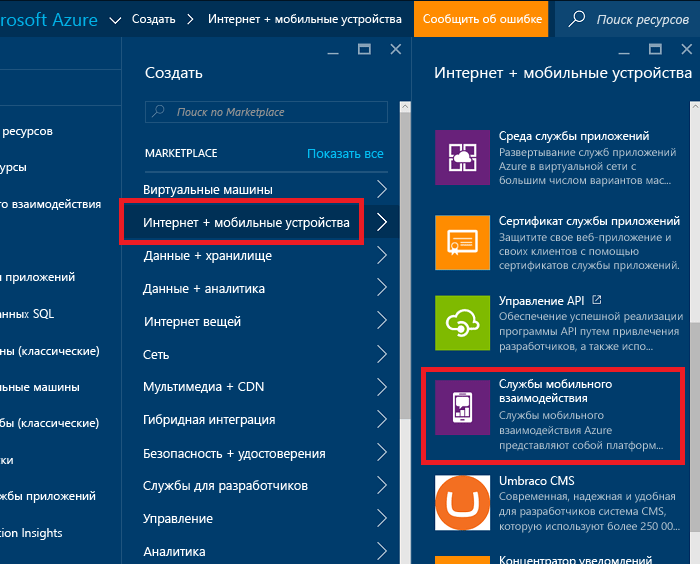 rosoft Azure
Создать
Интернет + мобильные устройства
Сообщить об ошибке
Поиск ресурсов
ресурсов
урсы
го взаимодействия
и приложений
анных SQL
ны (классические)
льные машины
бы (классические)
ски
жбы приложений
tion Insights
Создать
Поиск по Marketplace
MARKETPLACE
Показать все
Виртуальные машины
Интернет + мобильные устройства
Данные + хранилище
Данные + аналитика
Интернет вещей
Сеть
Мультимедиа + CDN
Гибридная интеграция
Безопасность + удостоверения
Службы для разработчиков
Управление
Аналитика
Интернет + мобильные устройства
Среда службы приложений
Развертывание служб приложений
Azure в виртуальной сети с
большим числом вариантов мас...
Сертификат службы приложений
Защитите свое веб-приложение и
своих клиентов с помощью
сертификатов службы приложений.
Управление API
Обеспечение успешной реализации
программы API путем привлечения
разработчиков, а также испо...
Службы мобильного
взаимодействия
Службы мобильного
взаимодействия Azure
представляют собой платформ...
Umbraco CMS
Современная, надежная и удобная
для разработчиков система CMS,
которую используют более 250 00...
Концентратор уведомлений